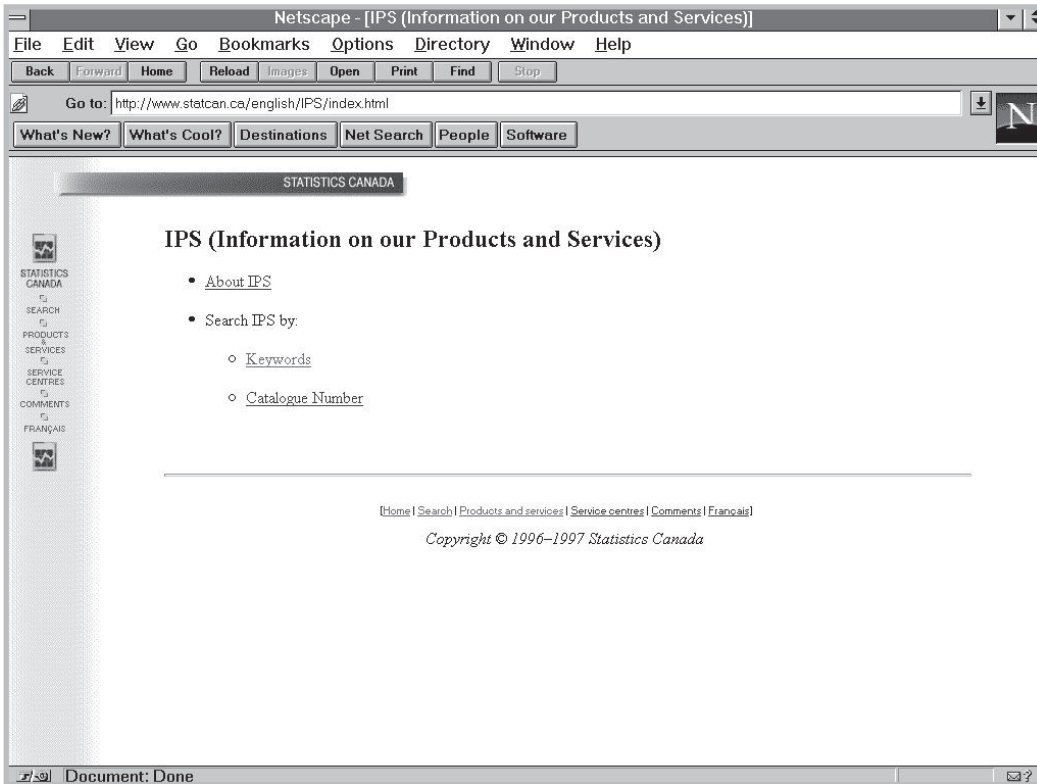 Netscape - [IPS (Information on our Products and Services)]
File Edit View Go Bookmarks Options Directory Window Help
Back Forward Home Reload Images Open Print Find Stop
Go to: http://www.statcan.ca/english/IPS/index.html
N
What's New? What's Cool? Destinations Net Search People Software
STATISTICS CANADA
STATISTICS
CANADA
SEARCH
PRODUCTS
&
SERVICES
SERVICE
CENTRES
COMMENTS
FRANÇAIS
IPS (Information on our Products and Services)
• About IPS
• Search IPS by:
○ Keywords
○ Catalogue Number
[Home | Search | Products and services | Service centres | Comments | Français]
Copyright © 1996–1997 Statistics Canada
Document: Done
?